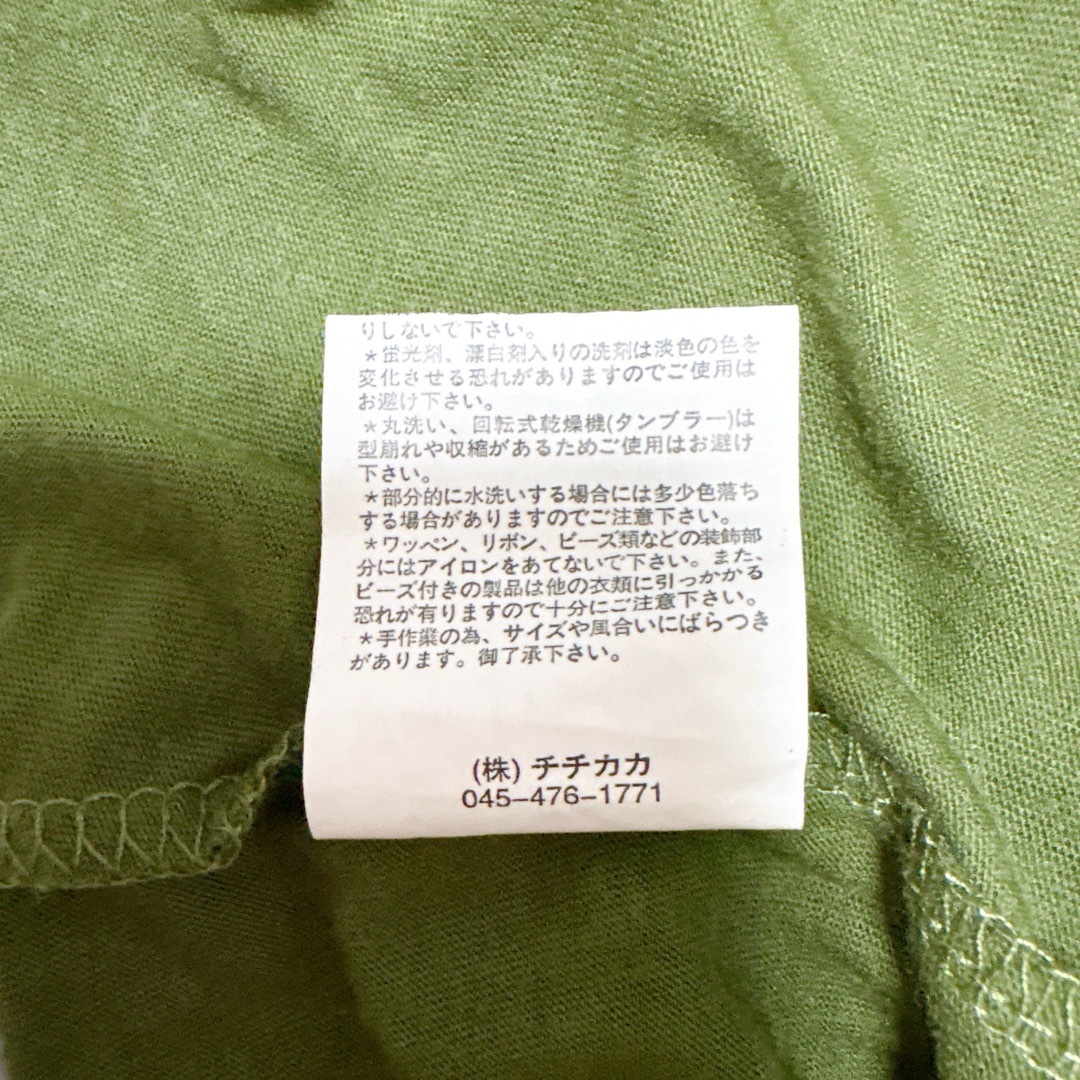 りしないで下さい。
*蛍光剤、漂白剤入りの洗剤は淡色の色を
変化させる恐れがありますのでご使用は
お避け下さい。
*丸洗い、回転式乾燥機(タンブラー)は
型崩れや収縮があるためご使用はお避け
下さい。
*部分的に水洗いする場合には多少色落ち
する場合がありますのでご注意下さい。
*ワッペン、リボン、ビーズ類などの装飾部
分にはアイロンをあてないで下さい。また、
ビーズ付きの製品は他の衣類に引っかかる
恐れが有りますので十分にご注意下さい。
*手作業の為、サイズや風合いにばらつき
があります。御了承下さい。
(株) チチカカ
045-476-1771